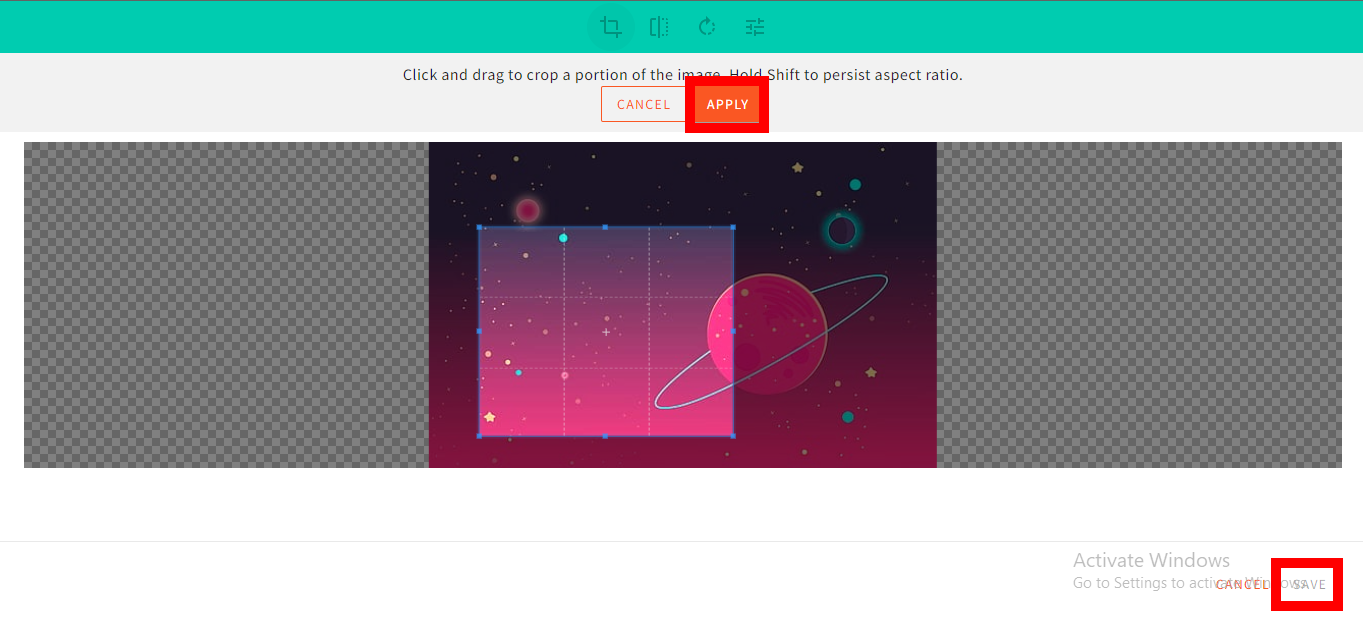 Click and drag to crop a portion of the image. Hold Shift to persist aspect ratio.
CANCEL APPLY
Activate Windows
Go to Settings to activate Windows.
CANCEL SAVE